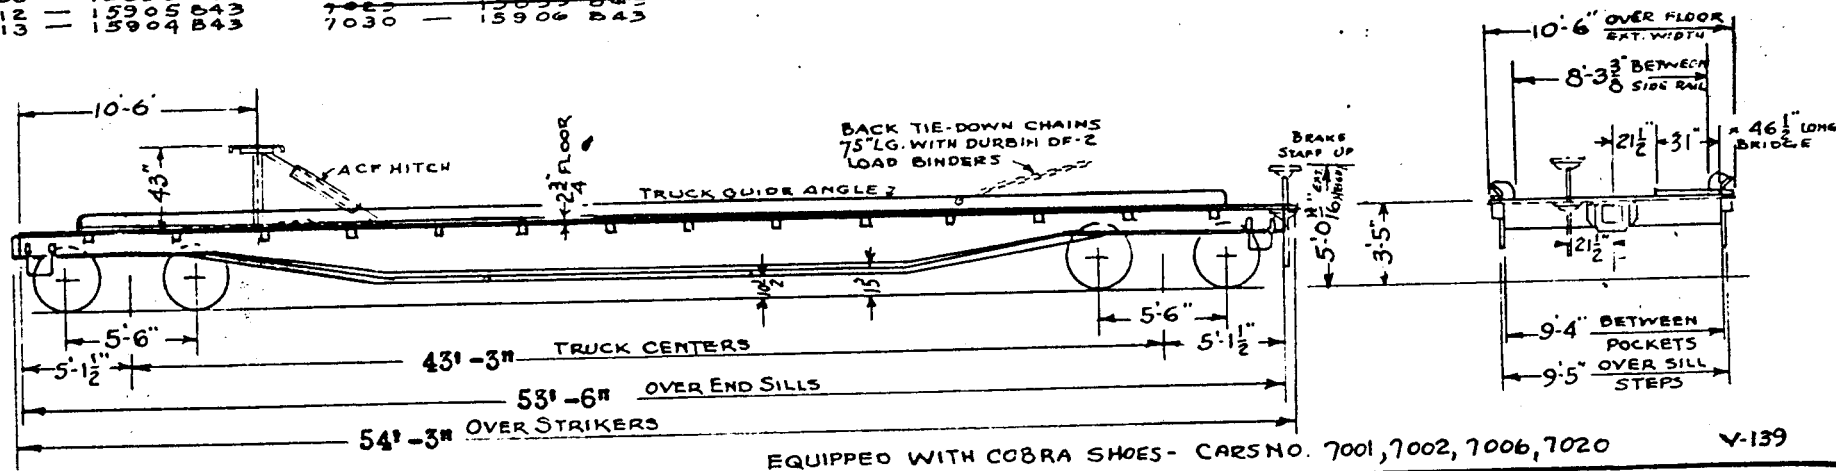 12 — 15905 B43
13 — 15904 B43
7030 — 15906 B43
10'-6"
43"
ACF HITCH
2 3/4" FLOOR
TRUCK GUIDE ANGLE
BACK TIE-DOWN CHAINS
75" LG. WITH DURBIN DF-2
LOAD BINDERS
BRAKE
STAFF UP
5'-0 11/16"
3'-5"
10 1/2"
15"
5'-6"
5'-6"
5'-1 1/2"
43'-3" TRUCK CENTERS
5'-1 1/2"
53'-6" OVER END SILLS
54'-3" OVER STRIKERS
10'-6" OVER FLOOR
EXT. WIDTH
8'-3 3/8" BETWEEN
SIDE RAIL
21 1/2"
31"
46 1/2" LONG
BRIDGE
21 1/2"
9'-4" BETWEEN
POCKETS
9'-5" OVER SILL
STEPS
EQUIPPED WITH COBRA SHOES - CARS NO. 7001, 7002, 7006, 7020
V-139